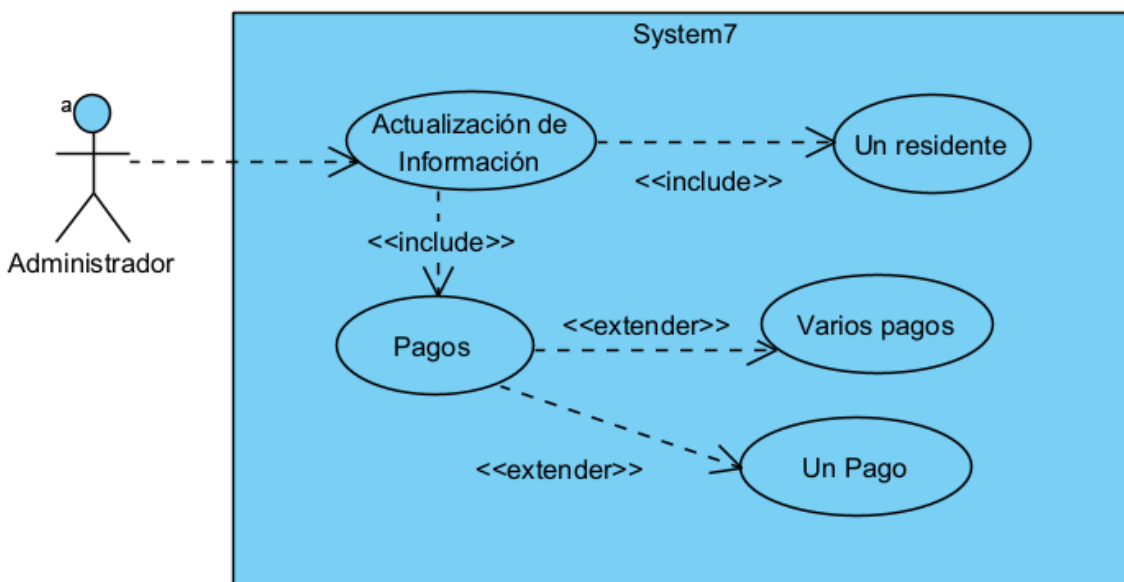 System7
a
Actualización de
Información
Un residente
<<include>>
<<include>>
Administrador
<<extender>>
Varios pagos
Pagos
<<extender>>
Un Pago